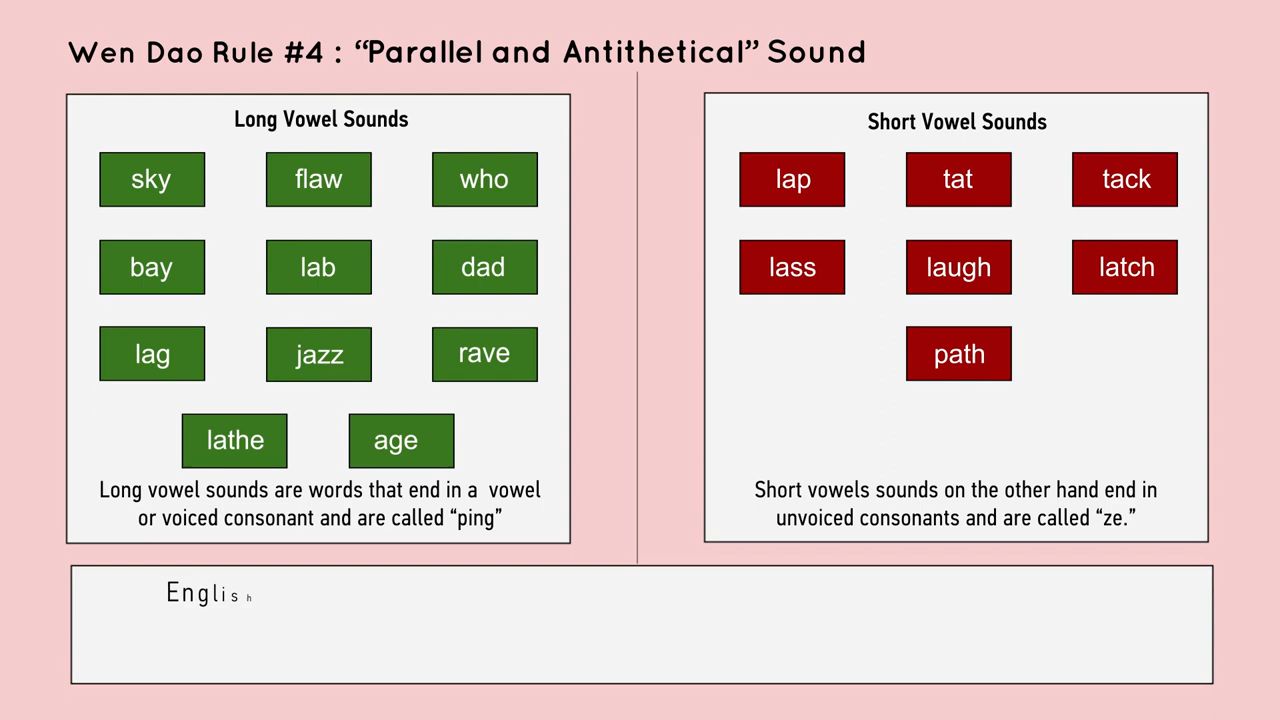 Wen Dao Rule #4 : “Parallel and Antithetical” Sound
Long Vowel Sounds
sky flaw who
bay lab dad
lag jazz rave
lathe age
Long vowel sounds are words that end in a vowel
or voiced consonant and are called “ping”
Short Vowel Sounds
lap tat tack
lass laugh latch
path
Short vowels sounds on the other hand end in
unvoiced consonants and are called “ze.”
English